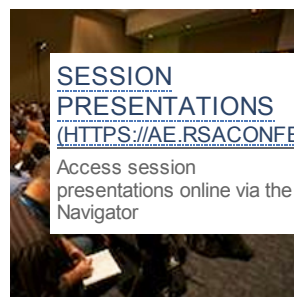 SESSION
PRESENTATIONS
(HTTPS://AE.RSACONFE
Access session
presentations online via the
Navigator